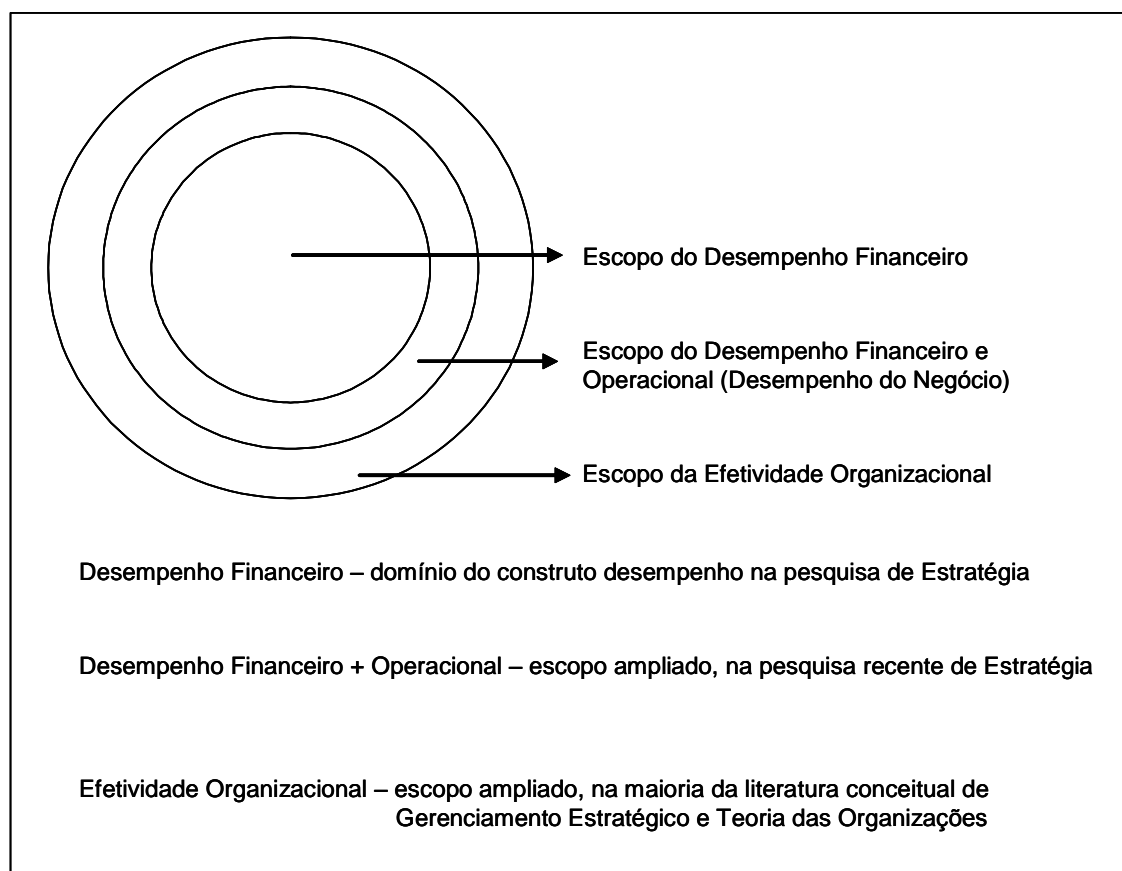 Escopo do Desempenho Financeiro
Escopo do Desempenho Financeiro e
Operacional (Desempenho do Negócio)
Escopo da Efetividade Organizacional
Desempenho Financeiro – domínio do construto desempenho na pesquisa de Estratégia
Desempenho Financeiro + Operacional – escopo ampliado, na pesquisa recente de Estratégia
Efetividade Organizacional – escopo ampliado, na maioria da literatura conceitual de
Gerenciamento Estratégico e Teoria das Organizações